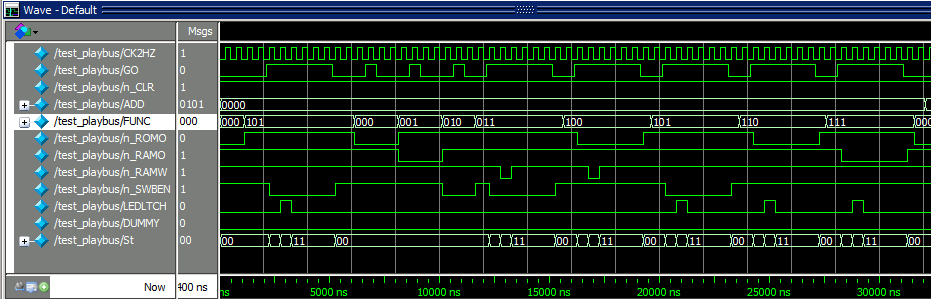 Wave - Default
Msgs
/test_playbus/CK2HZ 1
/test_playbus/GO 0
/test_playbus/n_CLR 1
/test_playbus/ADD 0101 0000
/test_playbus/FUNC 000 000 101 000 001 010 011 100 101 110 111 000
/test_playbus/n_ROMO 0
/test_playbus/n_RAMO 1
/test_playbus/n_RAMW 1
/test_playbus/n_SWBEN 1
/test_playbus/LEDLTCH 0
/test_playbus/DUMMY 0
/test_playbus/St 00 00 11 00 11 00 11 00 11 00 11 00 11 00
Now 400 ns ns 5000 ns 10000 ns 15000 ns 20000 ns 25000 ns 30000 ns